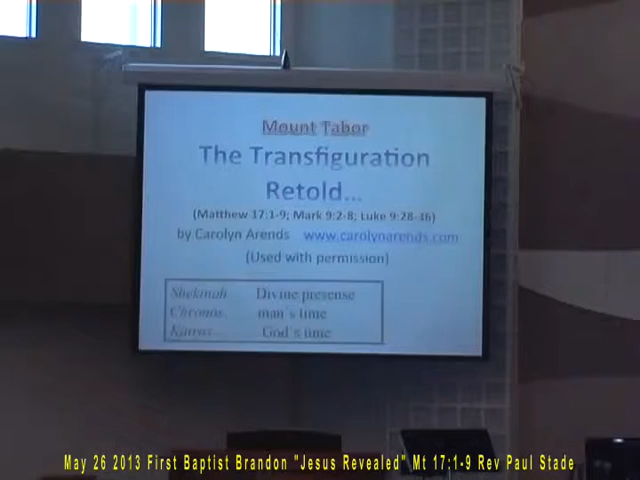 Mount Tabor
The Transfiguration
Retold...
(Matthew 17:1-9; Mark 9:2-8; Luke 9:28-36)
by Carolyn Arends www.carolynarends.com
(Used with permission)
Shekinah Divine presense
Chronos. man's time
Kairos... God's time
May 26 2013 First Baptist Brandon "Jesus Revealed" Mt 17:1-9 Rev Paul Stade